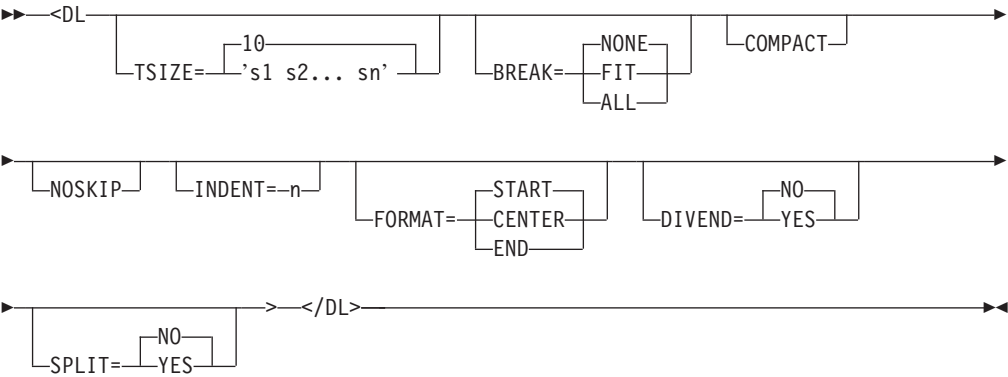 <DL
10
TSIZE= 's1 s2... sn'
NONE
BREAK= FIT
ALL
COMPACT
NOSKIP
INDENT= n
START
FORMAT= CENTER
END
NO
DIVEND= YES
> </DL>
NO
SPLIT= YES